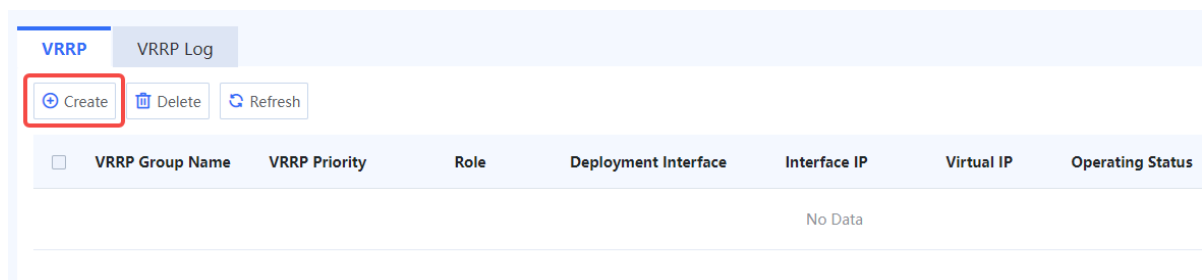 VRRP VRRP Log
Create Delete Refresh
VRRP Group Name VRRP Priority Role Deployment Interface Interface IP Virtual IP Operating Status
No Data